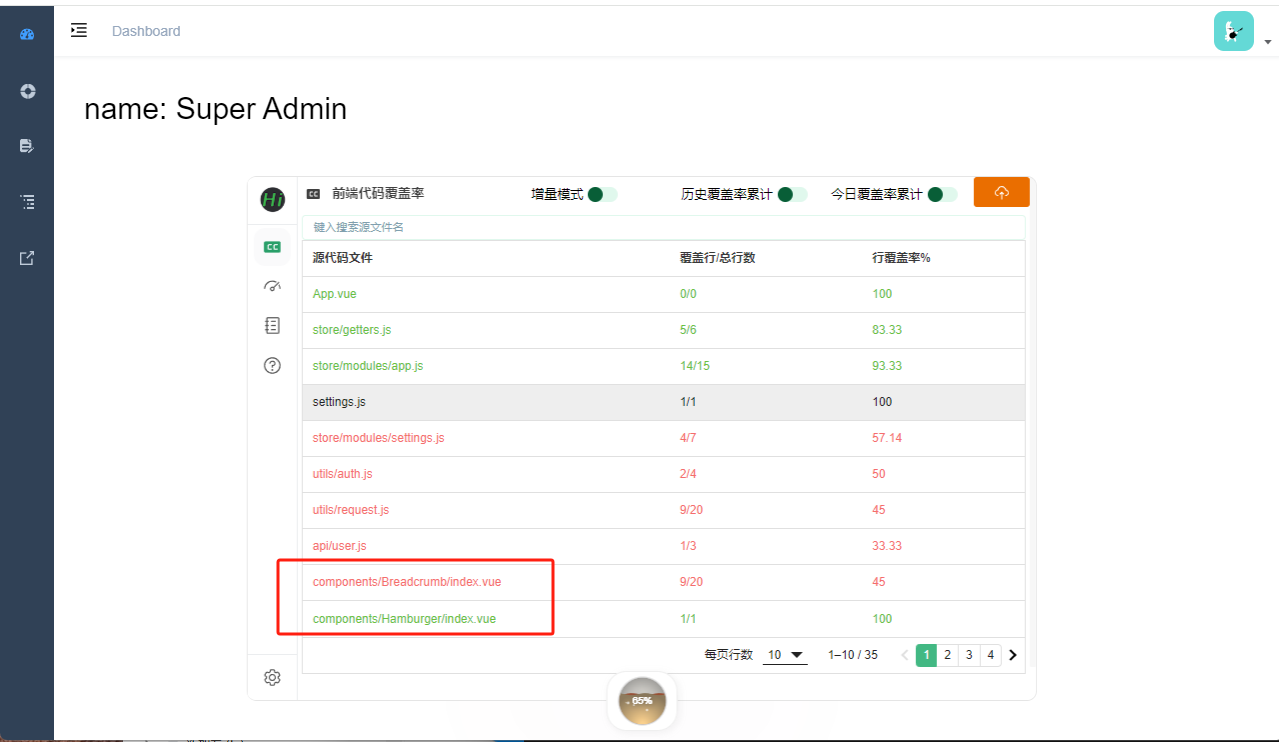 Dashboard
name: Super Admin
Hi
CC 前端代码覆盖率 增量模式 历史覆盖率累计 今日覆盖率累计
键入搜索源文件名
CC
源代码文件 覆盖行/总行数 行覆盖率%
App.vue 0/0 100
store/getters.js 5/6 83.33
store/modules/app.js 14/15 93.33
settings.js 1/1 100
store/modules/settings.js 4/7 57.14
utils/auth.js 2/4 50
utils/request.js 9/20 45
api/user.js 1/3 33.33
components/Breadcrumb/index.vue 9/20 45
components/Hamburger/index.vue 1/1 100
每页行数 10 1–10 / 35 1 2 3 4
65%